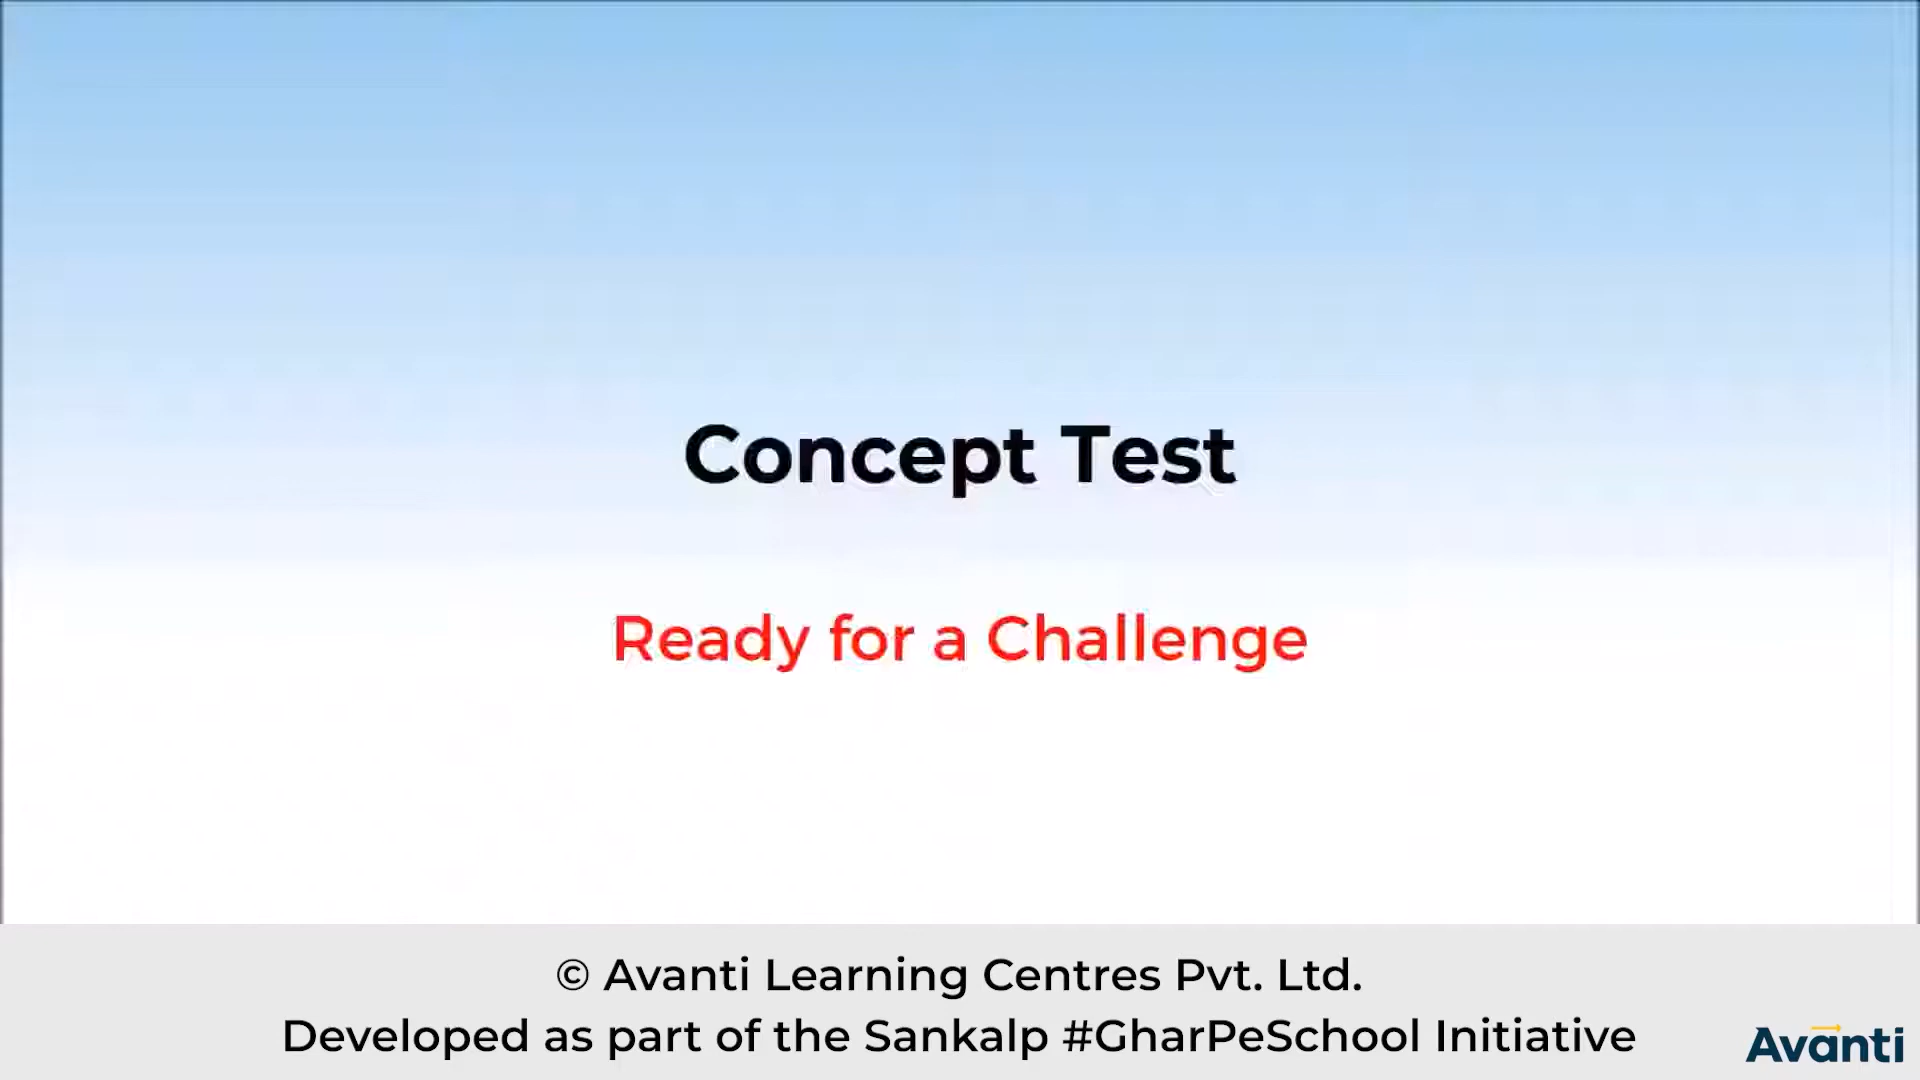 Concept Test
Ready for a Challenge
© Avanti Learning Centres Pvt. Ltd.
Developed as part of the Sankalp #GharPeSchool Initiative
Avanti